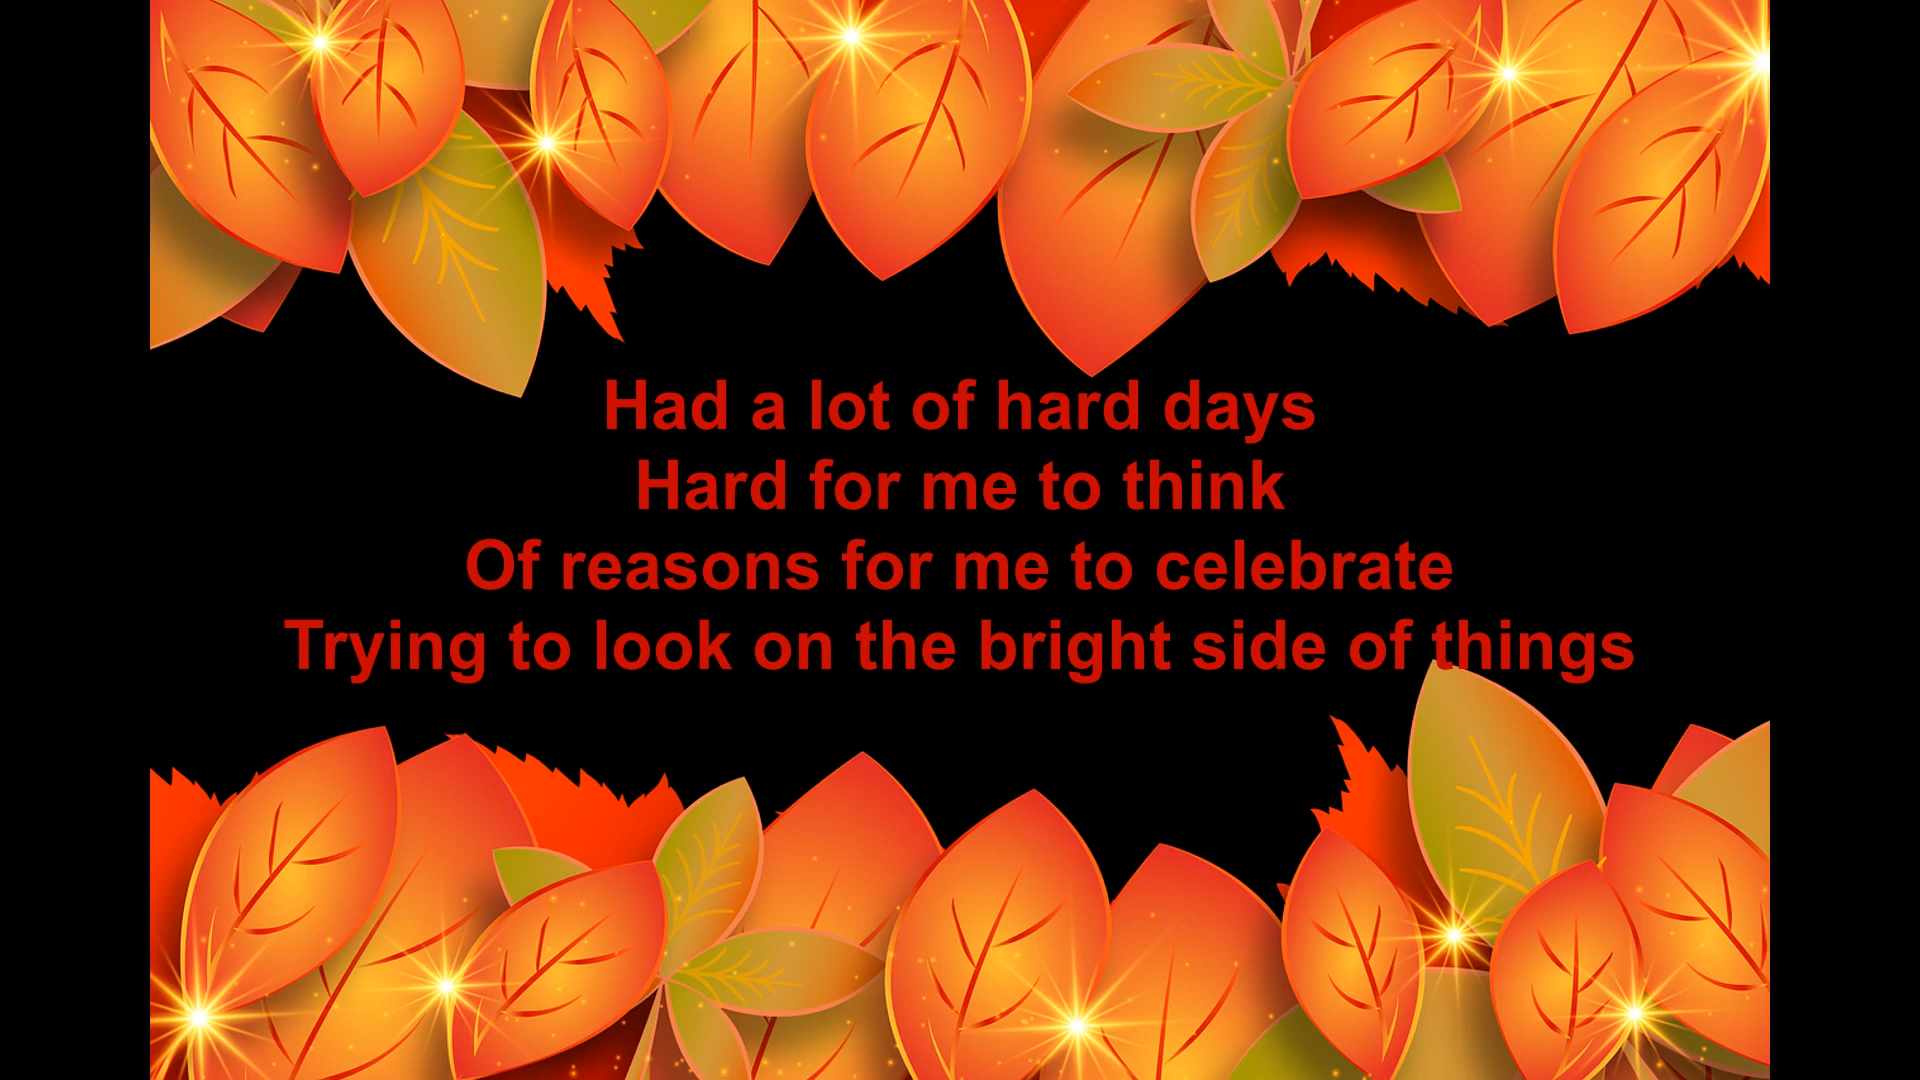 Had a lot of hard days
Hard for me to think
Of reasons for me to celebrate
Trying to look on the bright side of things